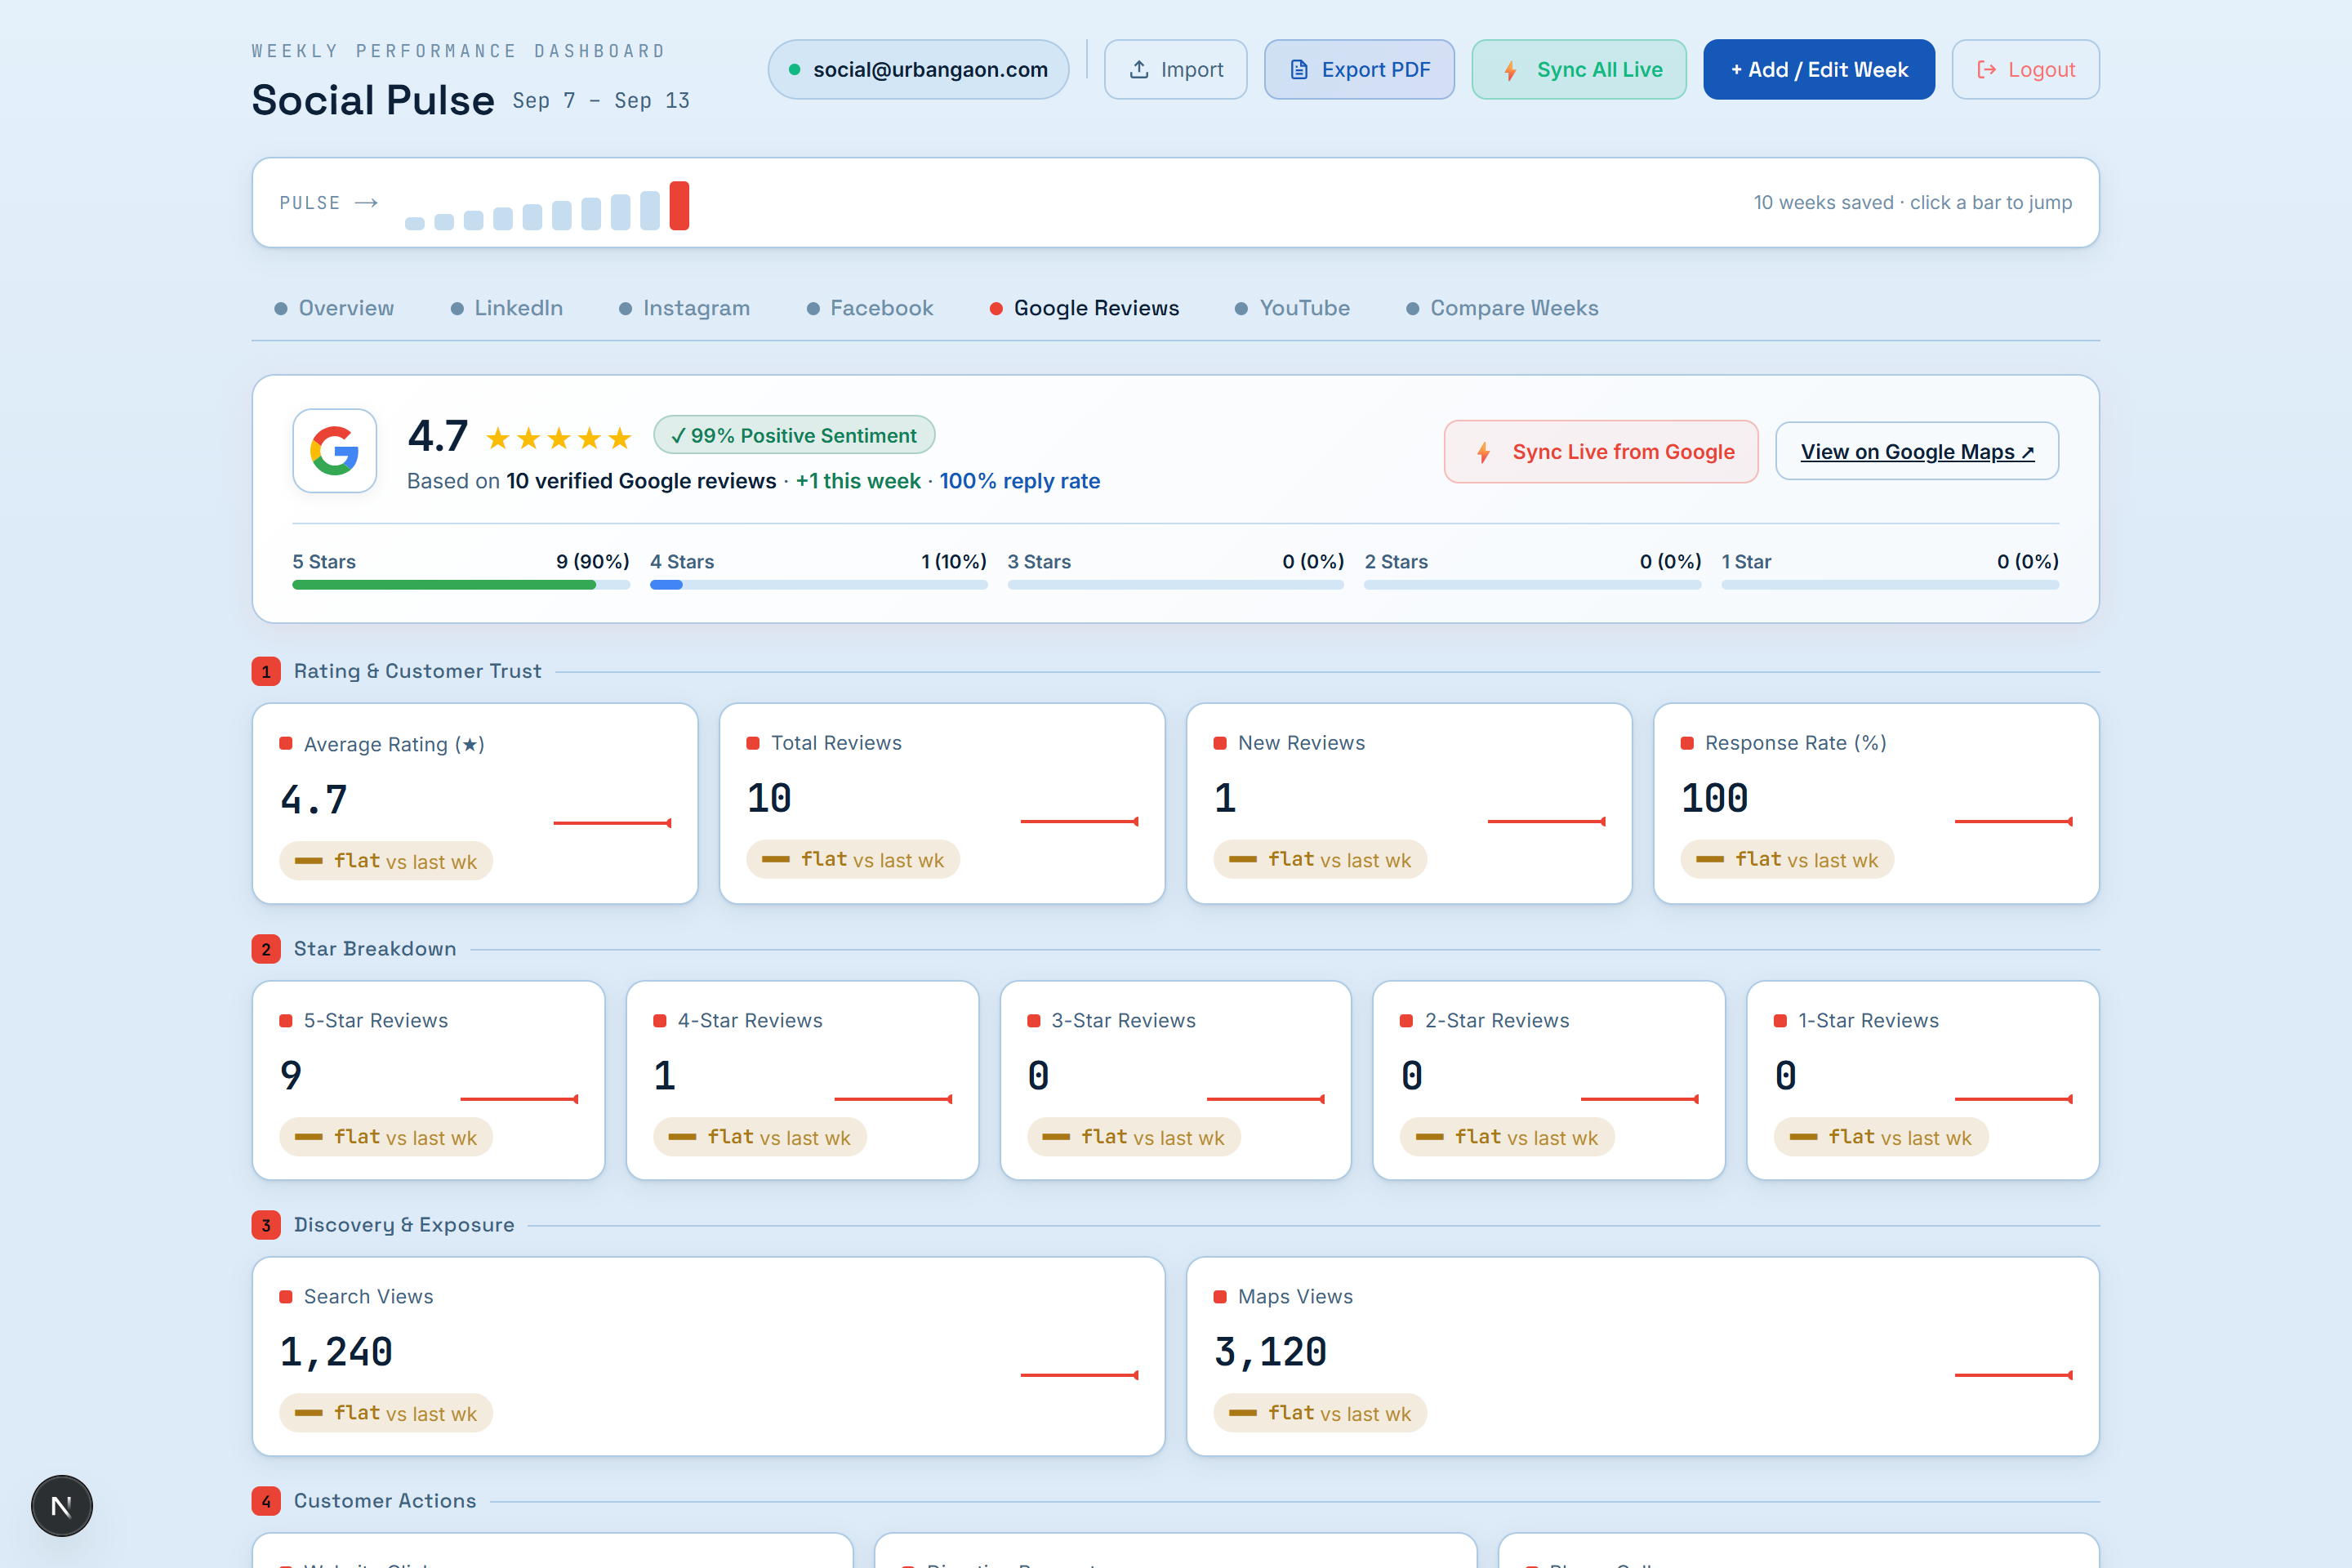 WEEKLY PERFORMANCE DASHBOARD
Social Pulse Sep 7 – Sep 13
social@urbangaon.com
Import
Export PDF
Sync All Live
+ Add / Edit Week
Logout
PULSE →
10 weeks saved · click a bar to jump
Overview
LinkedIn
Instagram
Facebook
Google Reviews
YouTube
Compare Weeks
4.7 ★★★★★ ✓ 99% Positive Sentiment
Based on 10 verified Google reviews · +1 this week · 100% reply rate
Sync Live from Google
View on Google Maps ↗
5 Stars 9 (90%)
4 Stars 1 (10%)
3 Stars 0 (0%)
2 Stars 0 (0%)
1 Star 0 (0%)
1 Rating & Customer Trust
Average Rating (★)
4.7
flat vs last wk
Total Reviews
10
flat vs last wk
New Reviews
1
flat vs last wk
Response Rate (%)
100
flat vs last wk
2 Star Breakdown
5-Star Reviews
9
flat vs last wk
4-Star Reviews
1
flat vs last wk
3-Star Reviews
0
flat vs last wk
2-Star Reviews
0
flat vs last wk
1-Star Reviews
0
flat vs last wk
3 Discovery & Exposure
Search Views
1,240
flat vs last wk
Maps Views
3,120
flat vs last wk
N
4 Customer Actions